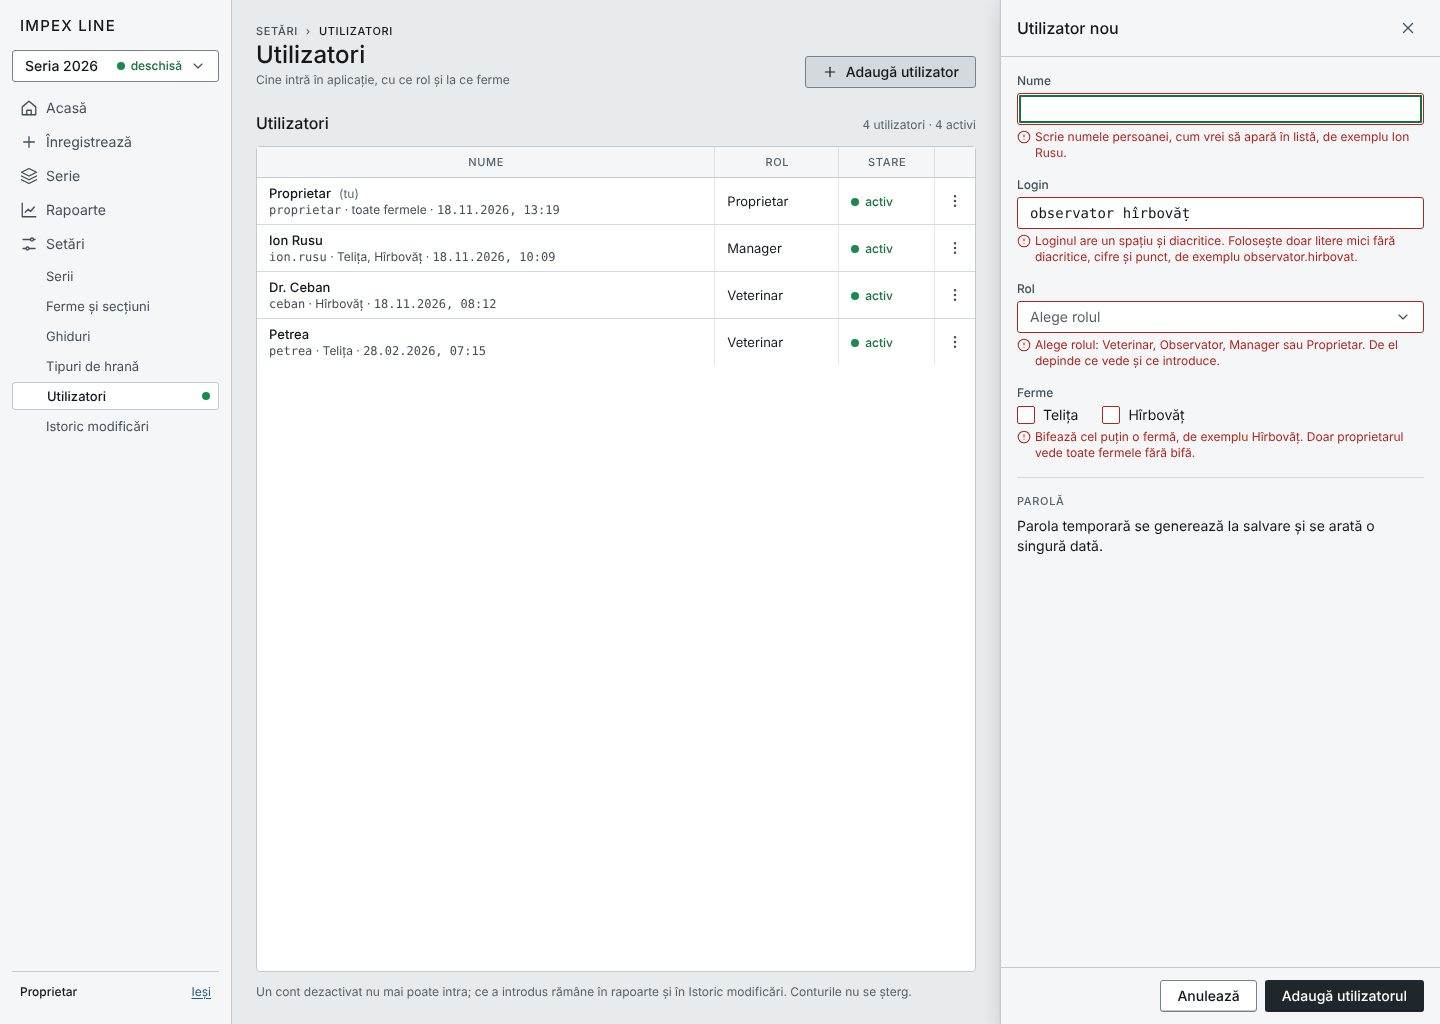 IMPEX LINE
Seria 2026 deschisă
Acasă
Înregistrează
Serie
Rapoarte
Setări
Serii
Ferme și secțiuni
Ghiduri
Tipuri de hrană
Utilizatori
Istoric modificări
Proprietar Ieși
SETĂRI › UTILIZATORI
Utilizatori
Cine intră în aplicație, cu ce rol și la ce ferme
Adaugă utilizator
Utilizatori
4 utilizatori · 4 activi
NUME ROL STARE
Proprietar (tu)
proprietar · toate fermele · 18.11.2026, 13:19
Proprietar
activ
Ion Rusu
ion.rusu · Telița, Hîrbovăț · 18.11.2026, 10:09
Manager
activ
Dr. Ceban
ceban · Hîrbovăț · 18.11.2026, 08:12
Veterinar
activ
Petrea
petrea · Telița · 28.02.2026, 07:15
Veterinar
activ
Un cont dezactivat nu mai poate intra; ce a introdus rămâne în rapoarte și în Istoric modificări. Conturile nu se șterg.
Utilizator nou
Nume
Scrie numele persoanei, cum vrei să apară în listă, de exemplu Ion
Rusu.
Login
observator hîrbovăț
Loginul are un spațiu și diacritice. Folosește doar litere mici fără
diacritice, cifre și punct, de exemplu observator.hirbovat.
Rol
Alege rolul
Alege rolul: Veterinar, Observator, Manager sau Proprietar. De el
depinde ce vede și ce introduce.
Ferme
Telița Hîrbovăț
Bifează cel puțin o fermă, de exemplu Hîrbovăț. Doar proprietarul
vede toate fermele fără bifă.
PAROLĂ
Parola temporară se generează la salvare și se arată o
singură dată.
Anulează Adaugă utilizatorul